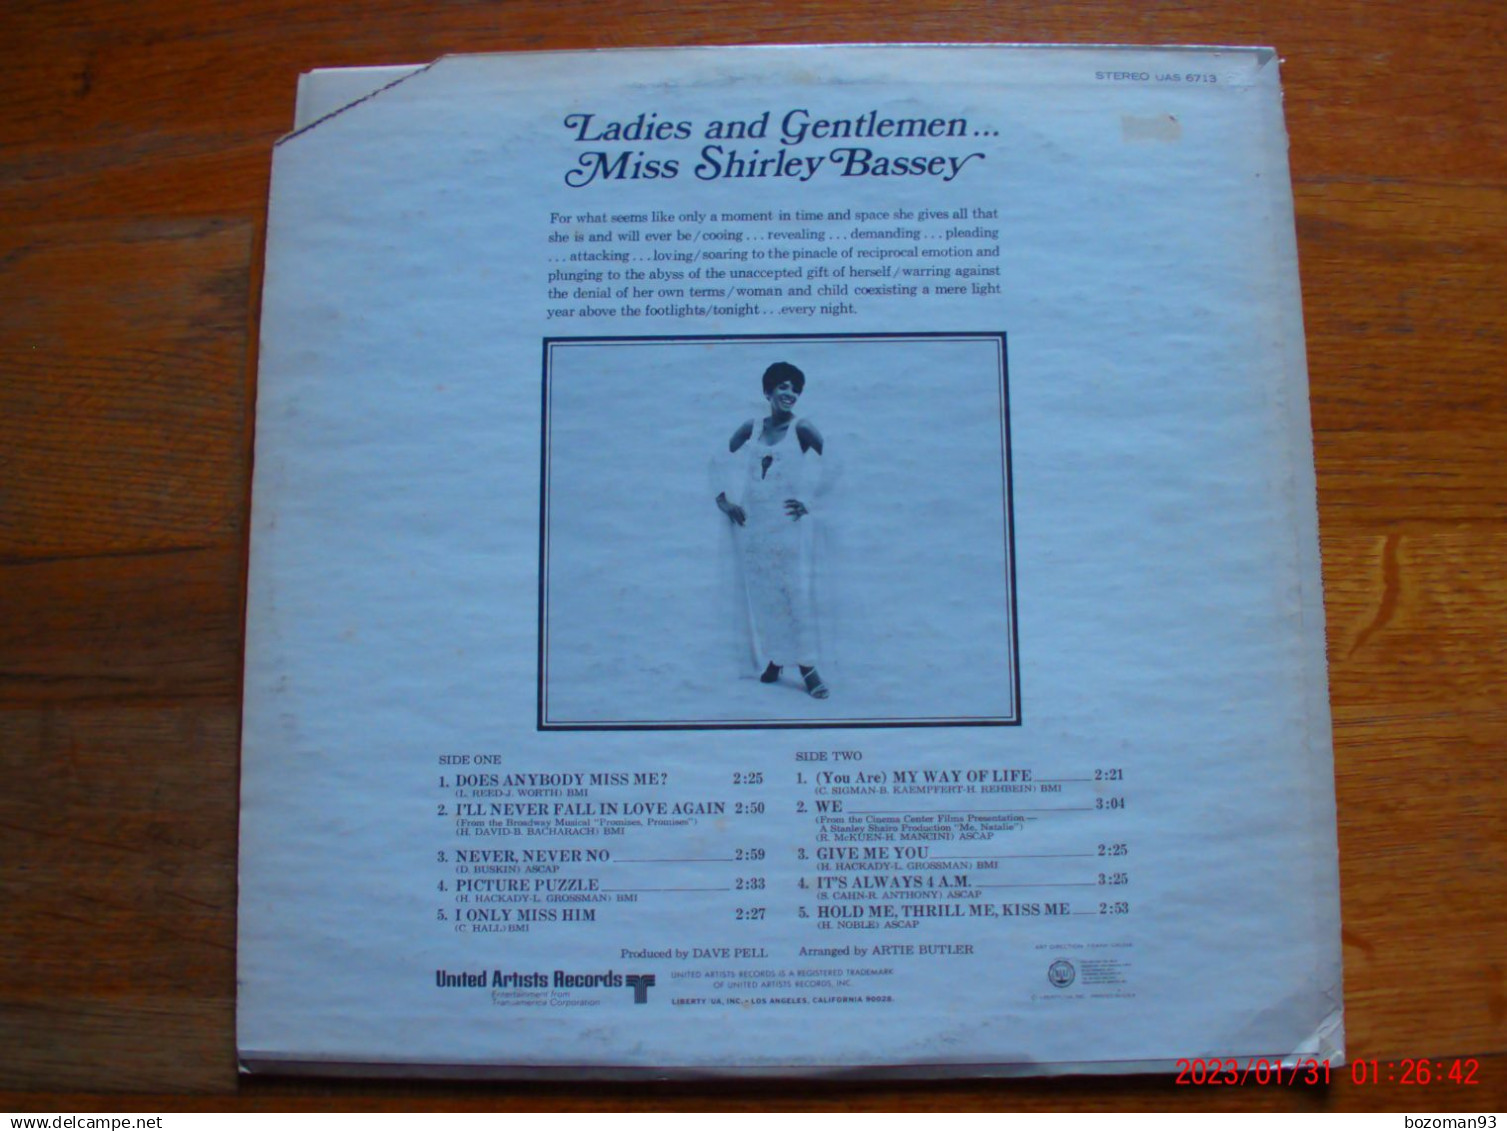 STEREO UAS 6713
Ladies and Gentlemen...
Miss Shirley Bassey
For what seems like only a moment in time and space she gives all that
she is and will ever be/cooing...revealing...demanding...pleading
...attacking...loving/soaring to the pinacle of reciprocal emotion and
plunging to the abyss of the unaccepted gift of herself/warring against
the denial of her own terms/woman and child coexisting a mere light
year above the footlights/tonight...every night.
SIDE ONE
1. DOES ANYBODY MISS ME? 2:25
(L. REED-J. WORTH) BMI
2. I'LL NEVER FALL IN LOVE AGAIN 2:50
(From the Broadway Musical "Promises, Promises")
(H. DAVID-B. BACHARACH) BMI
3. NEVER, NEVER NO 2:59
(D. BUSKIN) ASCAP
4. PICTURE PUZZLE 2:33
(H. HACKADY-L. GROSSMAN) BMI
5. I ONLY MISS HIM 2:27
(C. HALL) BMI
SIDE TWO
1. (You Are) MY WAY OF LIFE 2:21
(C. SIGMAN-B. KAEMPFERT-H. REHBEIN) BMI
2. WE 3:04
(From the Cinema Center Films Presentation—
A Stanley Shairo Production "Me, Natalie")
(R. McKUEN-H. MANCINI) ASCAP
3. GIVE ME YOU 2:25
(H. HACKADY-L. GROSSMAN) BMI
4. IT'S ALWAYS 4 A.M. 3:25
(S. CAHN-R. ANTHONY) ASCAP
5. HOLD ME, THRILL ME, KISS ME 2:53
(H. NOBLE) ASCAP
Produced by DAVE PELL Arranged by ARTIE BUTLER
United Artists Records
Entertainment from
Transamerica Corporation
UNITED ARTISTS RECORDS IS A REGISTERED TRADEMARK
OF UNITED ARTISTS RECORDS, INC.
LIBERTY UA, INC. • LOS ANGELES, CALIFORNIA 90028.
2023/01/31 01:26:42
bozoman93